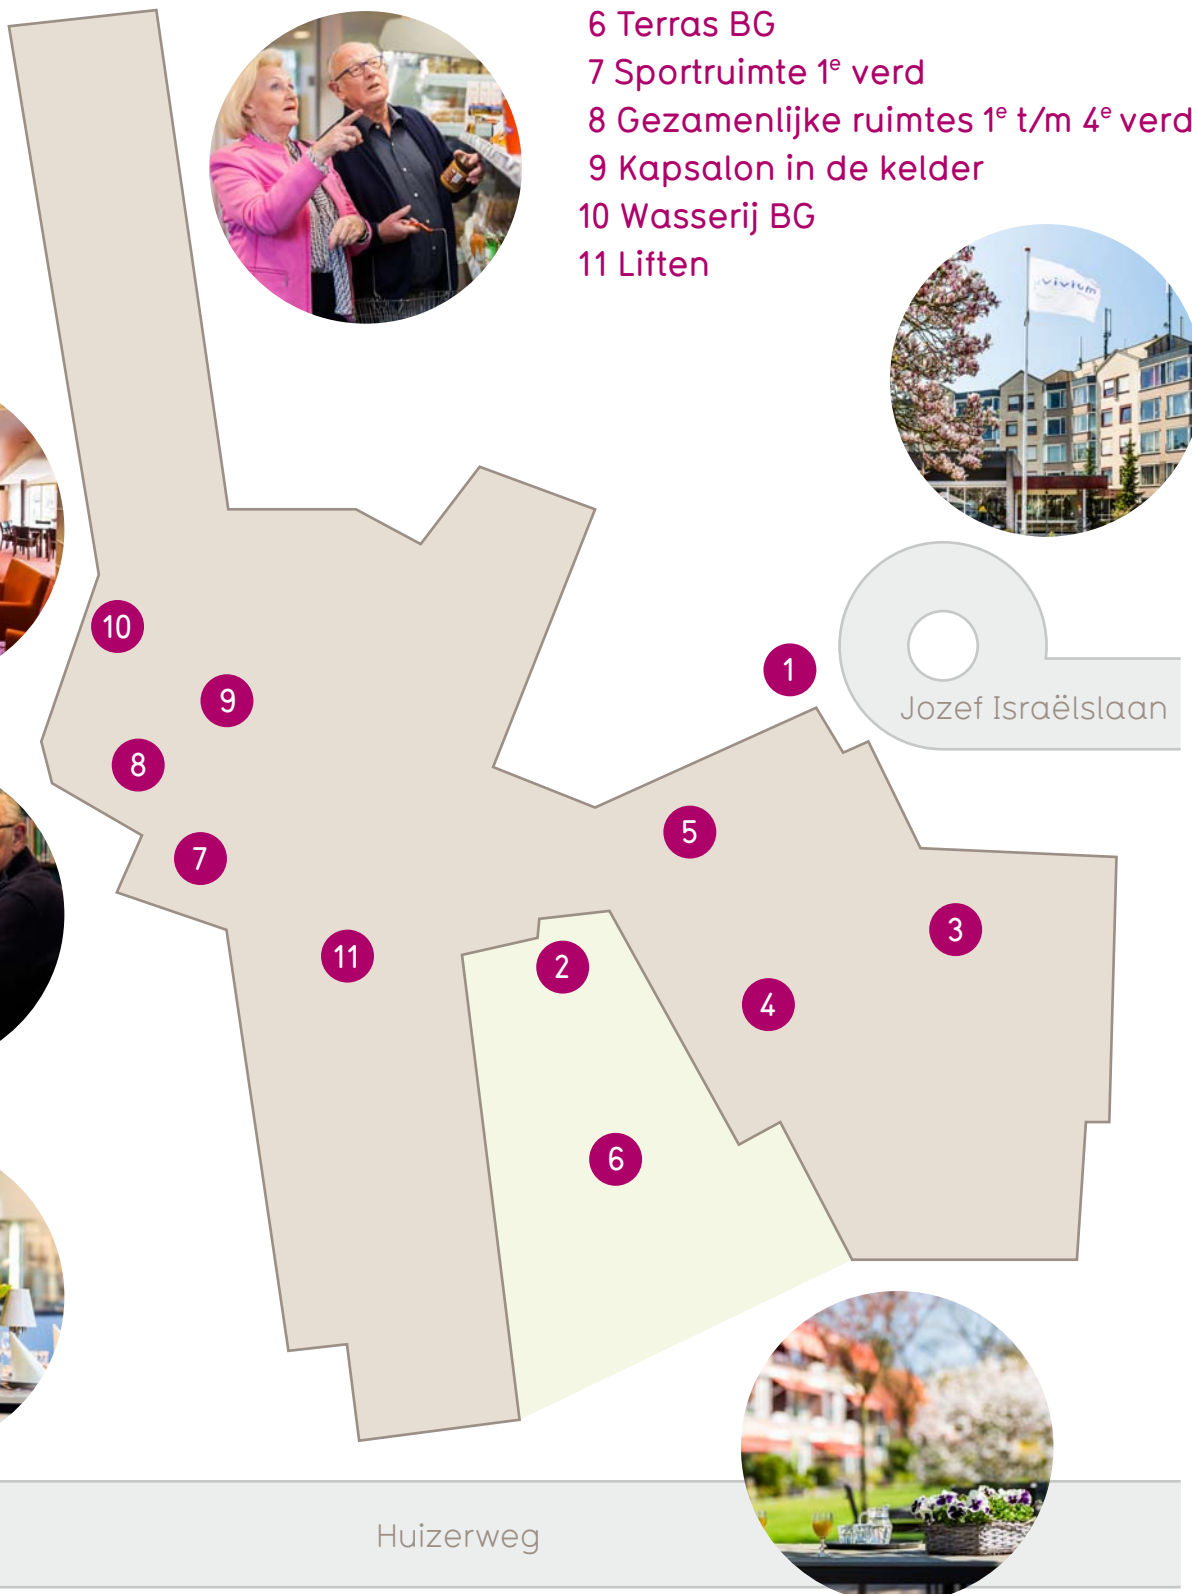 6 Terras BG
7 Sportruimte 1e verd
8 Gezamenlijke ruimtes 1e t/m 4e verd
9 Kapsalon in de kelder
10 Wasserij BG
11 Liften
vivium
10
9
8
7
11
1
Jozef Israëlslaan
5
3
2
4
6
Huizerweg